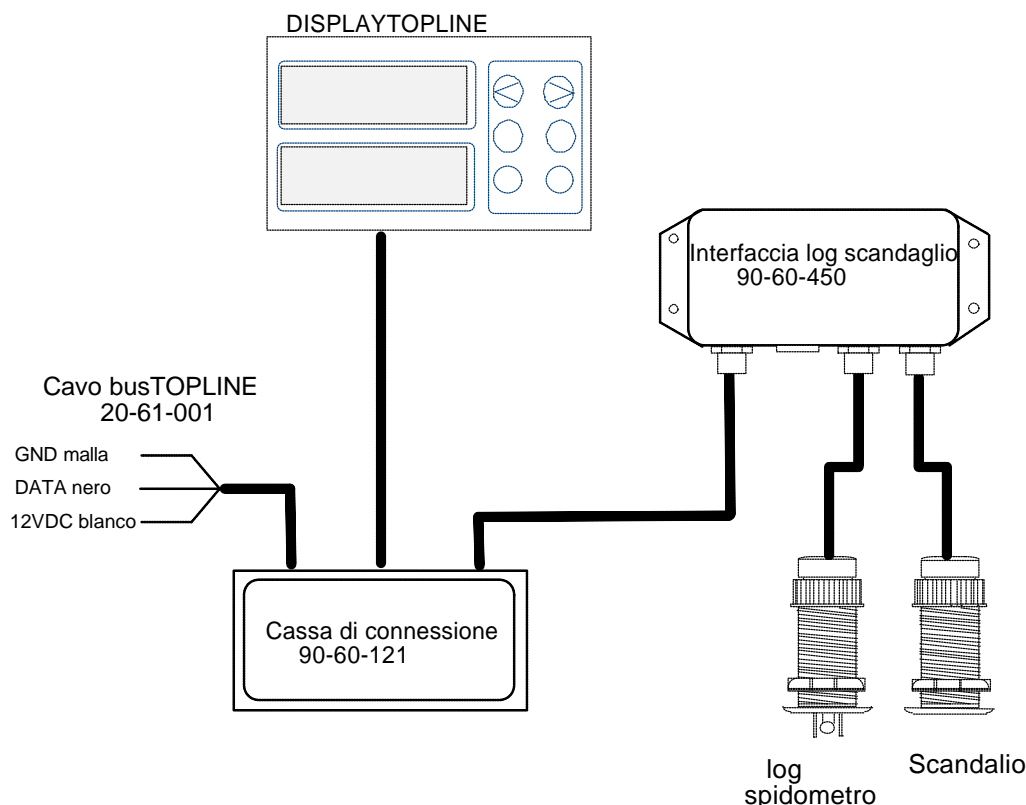 DISPLAYTOPLINE
Interfaccia log scandaglio
90-60-450
Cavo busTOPLINE
20-61-001
GND malla
DATA nero
12VDC blanco
Cassa di connessione
90-60-121
log
spidometro
Scandalio